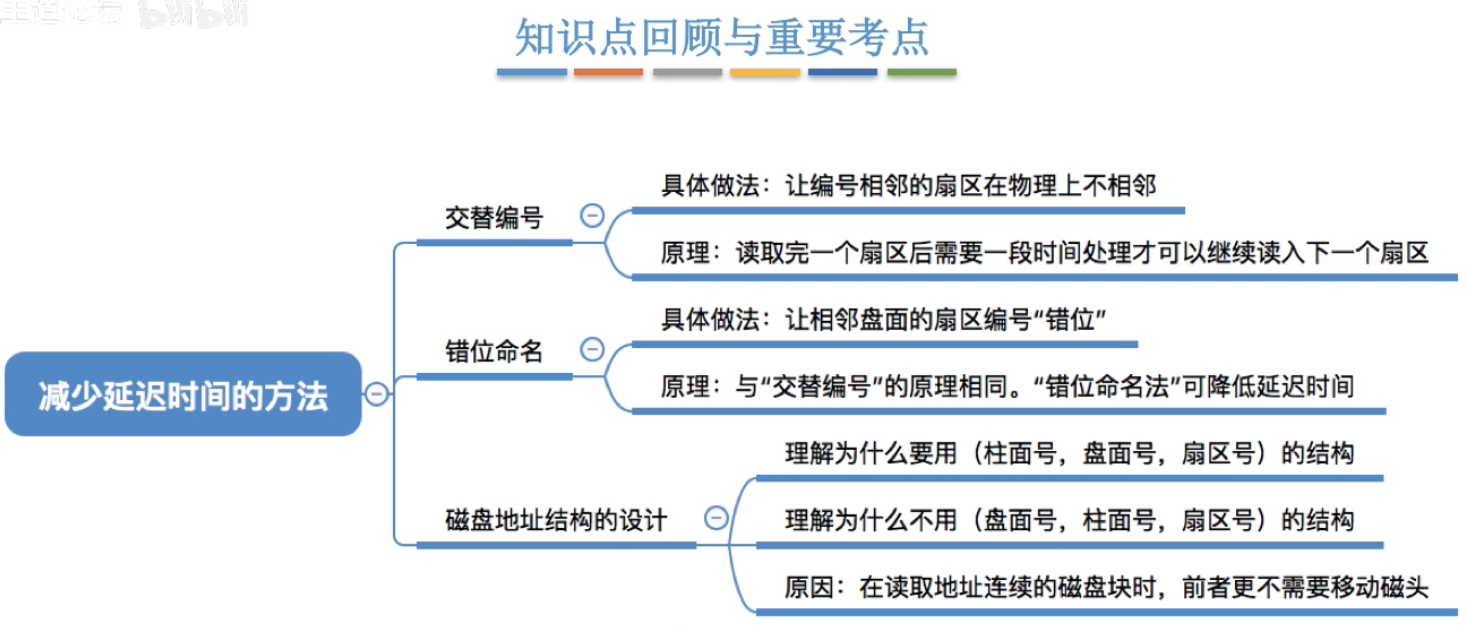 王道论坛 bilibili
知识点回顾与重要考点
减少延迟时间的方法
交替编号
具体做法：让编号相邻的扇区在物理上不相邻
原理：读取完一个扇区后需要一段时间处理才可以继续读入下一个扇区
错位命名
具体做法：让相邻盘面的扇区编号“错位”
原理：与“交替编号”的原理相同。“错位命名法”可降低延迟时间
磁盘地址结构的设计
理解为什么要用（柱面号，盘面号，扇区号）的结构
理解为什么不用（盘面号，柱面号，扇区号）的结构
原因：在读取地址连续的磁盘块时，前者更不需要移动磁头